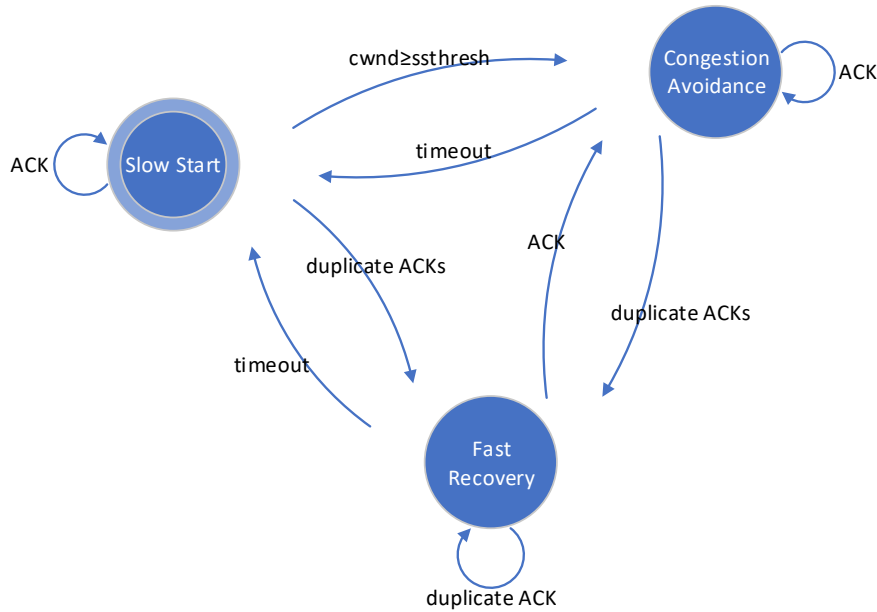 cwnd≥ssthresh
Congestion
Avoidance
ACK
ACK
Slow Start
timeout
ACK
duplicate ACKs
duplicate ACKs
timeout
Fast
Recovery
duplicate ACK